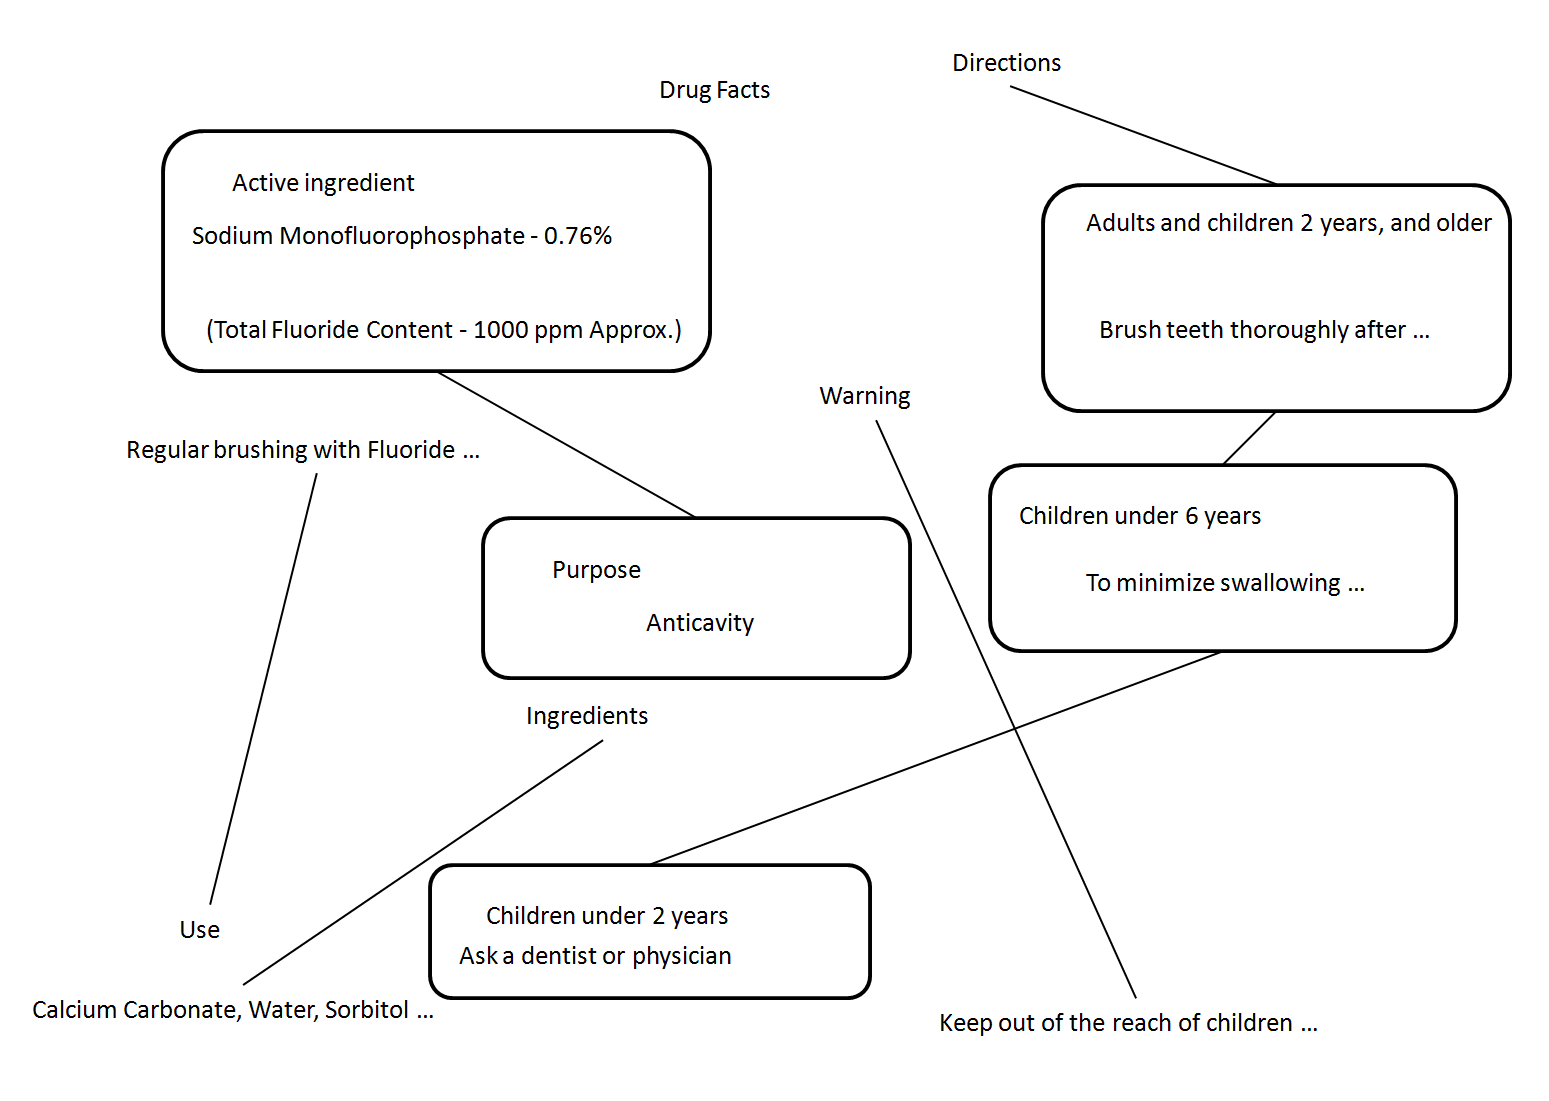 Drug Facts
Active ingredient
Sodium Monofluorophosphate - 0.76%
(Total Fluoride Content - 1000 ppm Approx.)
Purpose
Anticavity
Regular brushing with Fluoride ...
Use
Warning
Keep out of the reach of children ...
Directions
Adults and children 2 years, and older
Brush teeth thoroughly after ...
Children under 6 years
To minimize swallowing ...
Children under 2 years
Ask a dentist or physician
Ingredients
Calcium Carbonate, Water, Sorbitol ...